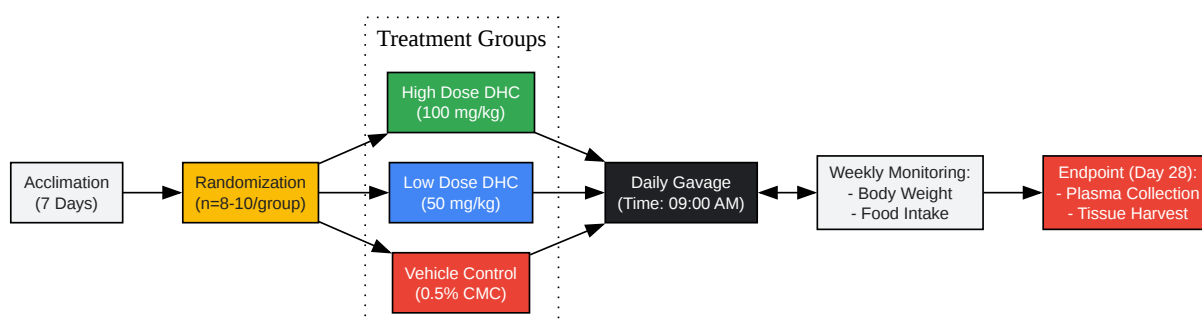 Treatment Groups
Acclimation
(7 Days)
Randomization
(n=8-10/group)
High Dose DHC
(100 mg/kg)
Low Dose DHC
(50 mg/kg)
Vehicle Control
(0.5% CMC)
Daily Gavage
(Time: 09:00 AM)
Weekly Monitoring:
- Body Weight
- Food Intake
Endpoint (Day 28):
- Plasma Collection
- Tissue Harvest